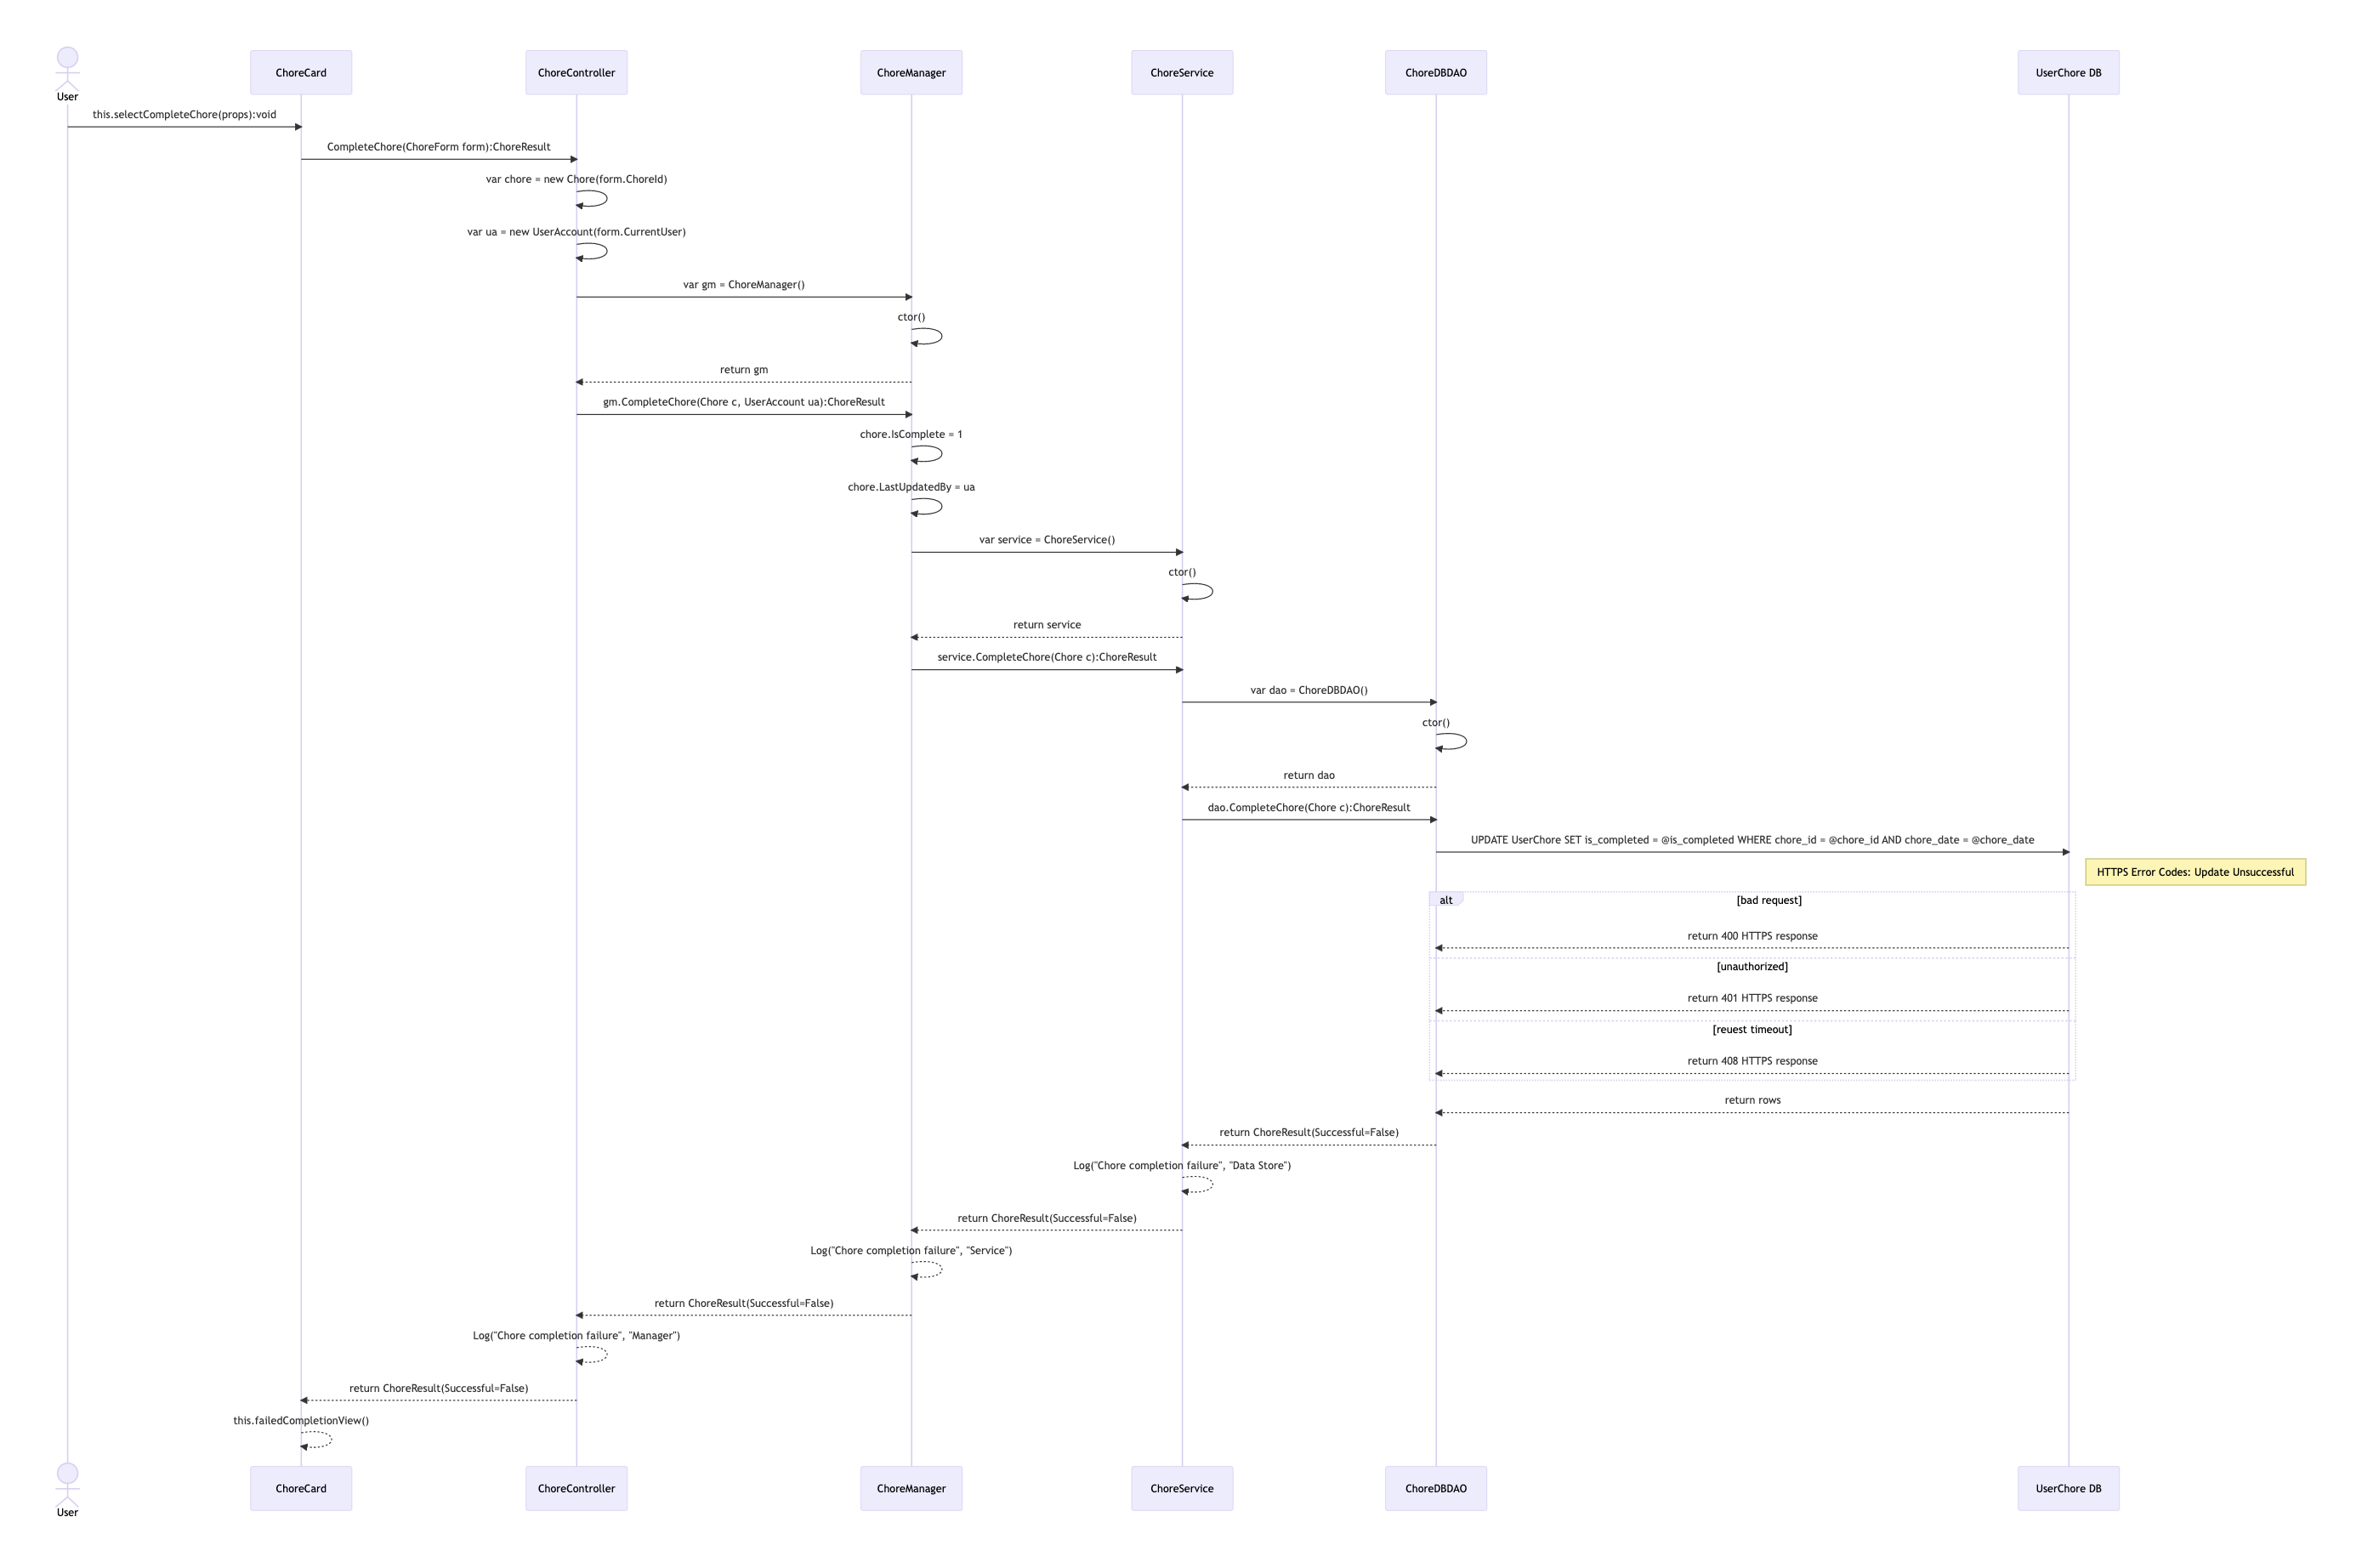 User
ChoreCard
ChoreController
ChoreManager
ChoreService
ChoreDBDAO
UserChore DB
this.selectCompleteChore(props):void
CompleteChore(ChoreForm form):ChoreResult
var chore = new Chore(form.ChoreId)
var ua = new UserAccount(form.CurrentUser)
var gm = ChoreManager()
ctor()
return gm
gm.CompleteChore(Chore c, UserAccount ua):ChoreResult
chore.IsComplete = 1
chore.LastUpdatedBy = ua
var service = ChoreService()
ctor()
return service
service.CompleteChore(Chore c):ChoreResult
var dao = ChoreDBDAO()
ctor()
return dao
dao.CompleteChore(Chore c):ChoreResult
UPDATE UserChore SET is_completed = @is_completed WHERE chore_id = @chore_id AND chore_date = @chore_date
HTTPS Error Codes: Update Unsuccessful
alt
[bad request]
return 400 HTTPS response
[unauthorized]
return 401 HTTPS response
[reuest timeout]
return 408 HTTPS response
return rows
return ChoreResult(Successful=False)
Log("Chore completion failure", "Data Store")
return ChoreResult(Successful=False)
Log("Chore completion failure", "Service")
return ChoreResult(Successful=False)
Log("Chore completion failure", "Manager")
return ChoreResult(Successful=False)
this.failedCompletionView()
User
ChoreCard
ChoreController
ChoreManager
ChoreService
ChoreDBDAO
UserChore DB